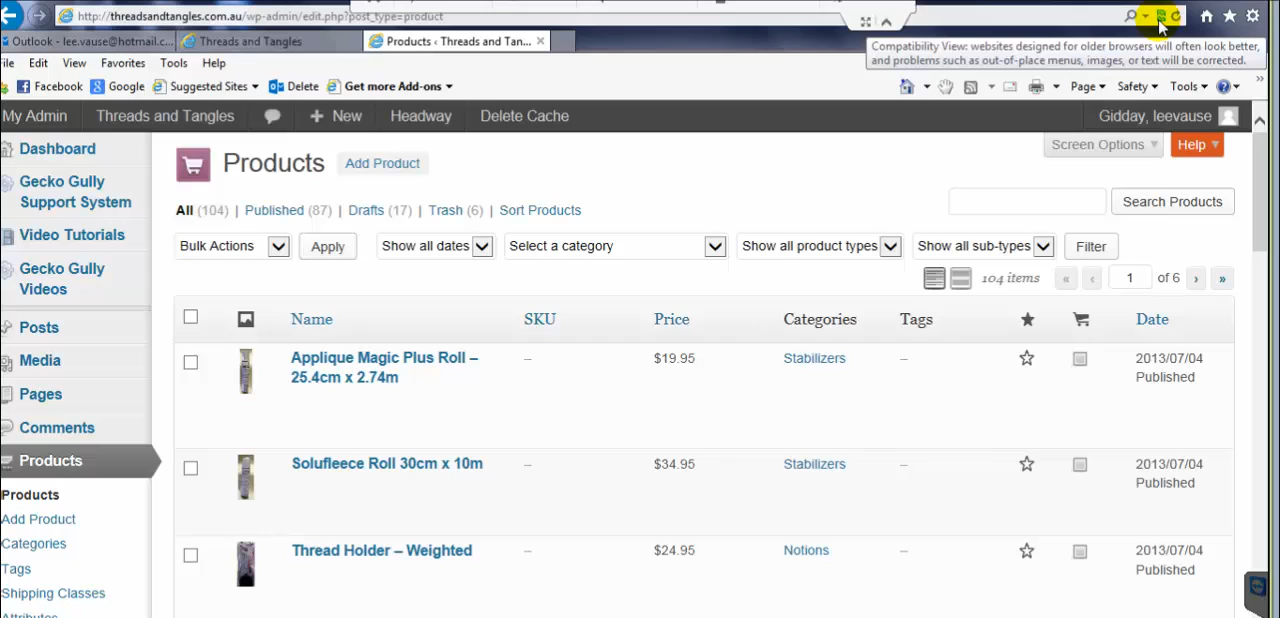 http://threadsandtangles.com.au/wp-admin/edit.php?post_type=product
Outlook - lee.vause@hotmail.c... Threads and Tangles Products ‹ Threads and Tan...
Compatibility View: websites designed for older browsers will often look better,
and problems such as out-of-place menus, images, or text will be corrected.
ile Edit View Favorites Tools Help
Facebook Google Suggested Sites Delete Get more Add-ons Page Safety Tools »
My Admin Threads and Tangles + New Headway Delete Cache Gidday, leevause
Dashboard
Gecko Gully
Support System
Video Tutorials
Gecko Gully
Videos
Posts
Media
Pages
Comments
Products
Products
Add Product
Categories
Tags
Shipping Classes
Attributes
Products Add Product Screen Options Help
All (104) | Published (87) | Drafts (17) | Trash (6) | Sort Products Search Products
Bulk Actions Apply Show all dates Select a category Show all product types Show all sub-types Filter
104 items « ‹ 1 of 6 › »
Name SKU Price Categories Tags Date
Applique Magic Plus Roll – – $19.95 Stabilizers – 2013/07/04
25.4cm x 2.74m Published
Solufleece Roll 30cm x 10m – $34.95 Stabilizers – 2013/07/04
Published
Thread Holder – Weighted – $24.95 Notions – 2013/07/04
Published